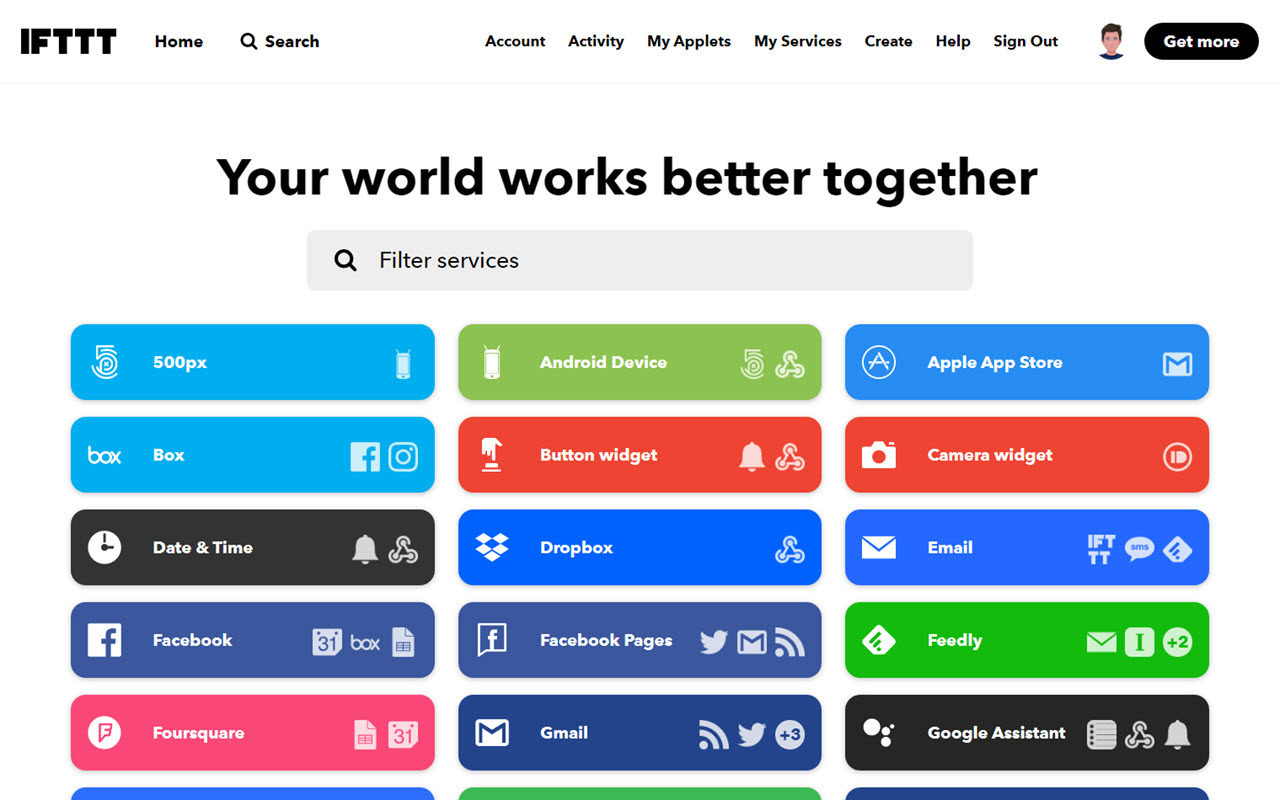 IFTTT Home Search Account Activity My Applets My Services Create Help Sign Out Get more
Your world works better together
Filter services
500px Android Device Apple App Store
box Box Button widget Camera widget
Date & Time Dropbox Email IFTTT sms
Facebook 31 box Facebook Pages Feedly I +2
Foursquare 31 Gmail +3 Google Assistant